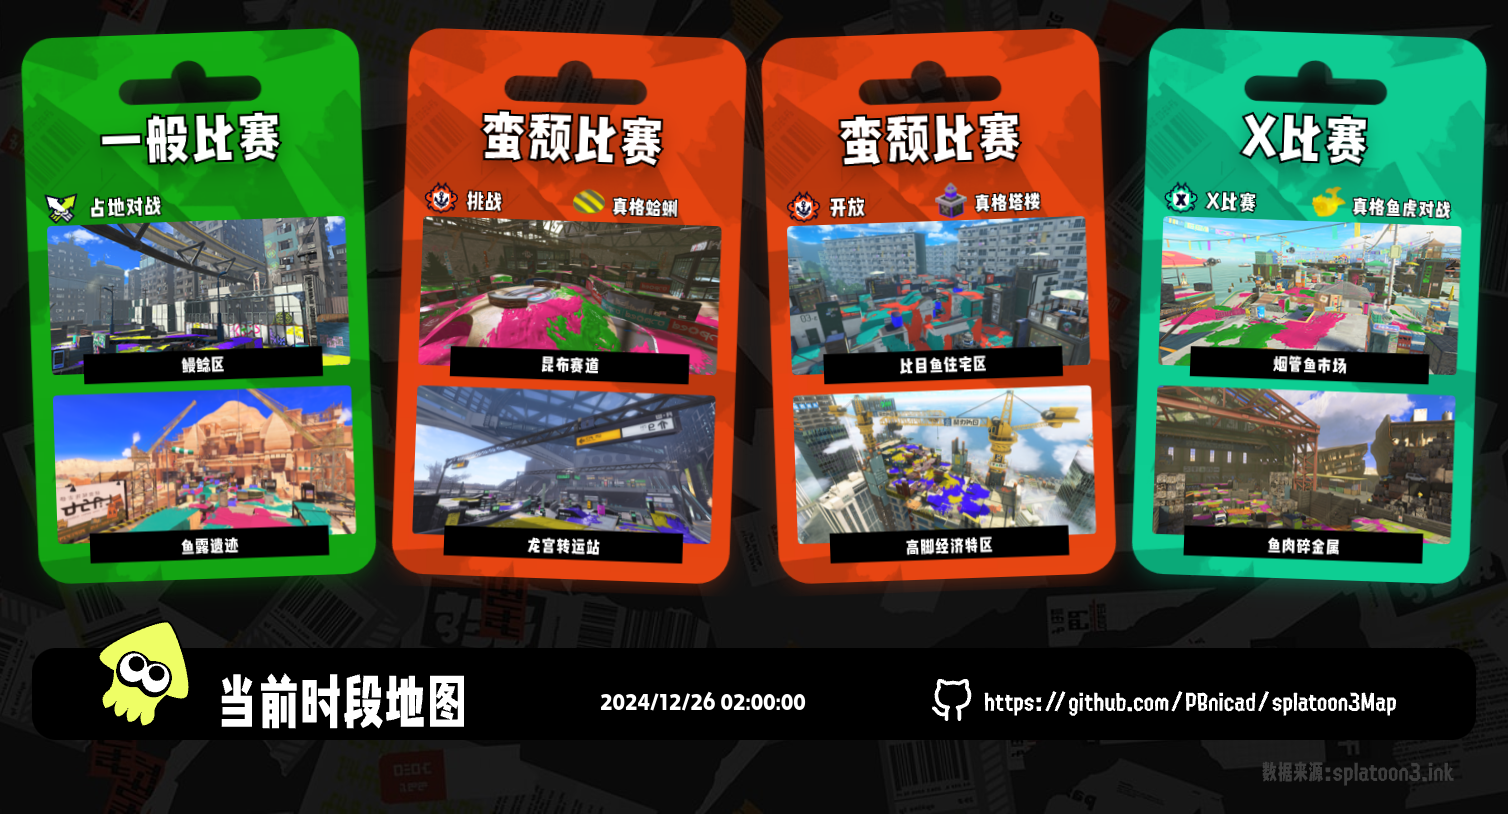 一般比赛
占地对战
鳗鲶区
鱼露遗迹
蛮颓比赛
挑战
真格蛤蜊
昆布赛道
龙宫转运站
蛮颓比赛
开放
真格塔楼
比目鱼住宅区
高脚经济特区
X比赛
X比赛
真格鱼虎对战
烟管鱼市场
鱼肉碎金属
当前时段地图
2024/12/26 02:00:00
https://github.com/PBnicad/splatoon3Map
数据来源:splatoon3.ink